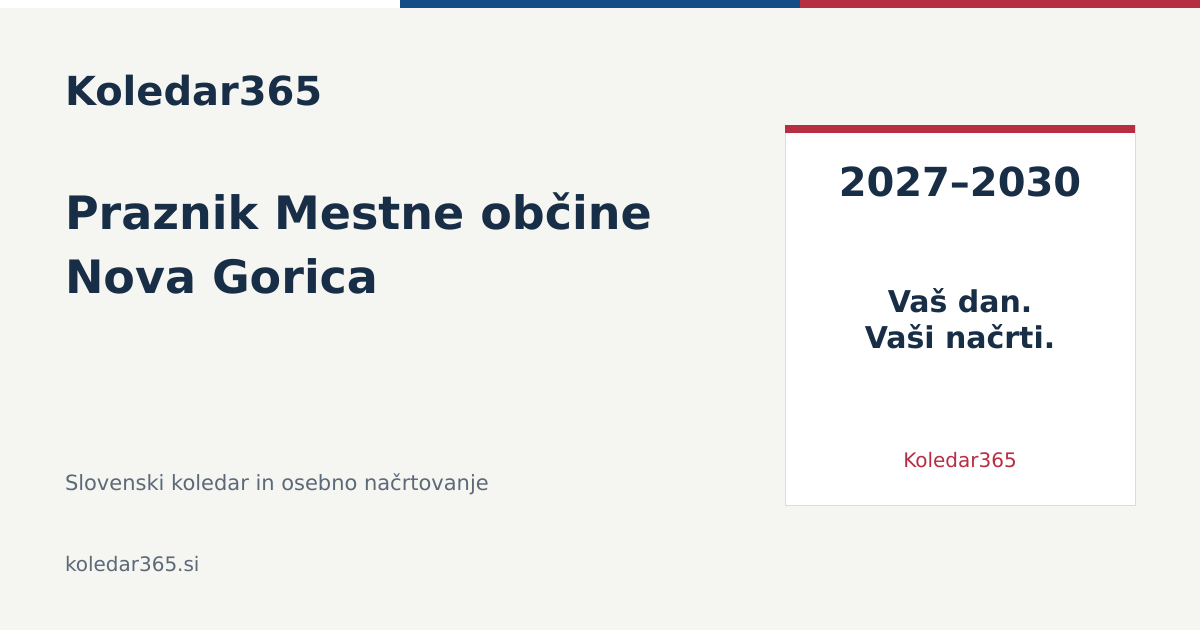 Koledar365
Praznik Mestne občine
Nova Gorica
Slovenski koledar in osebno načrtovanje
koledar365.si
2027–2030
Vaš dan.
Vaši načrti.
Koledar365